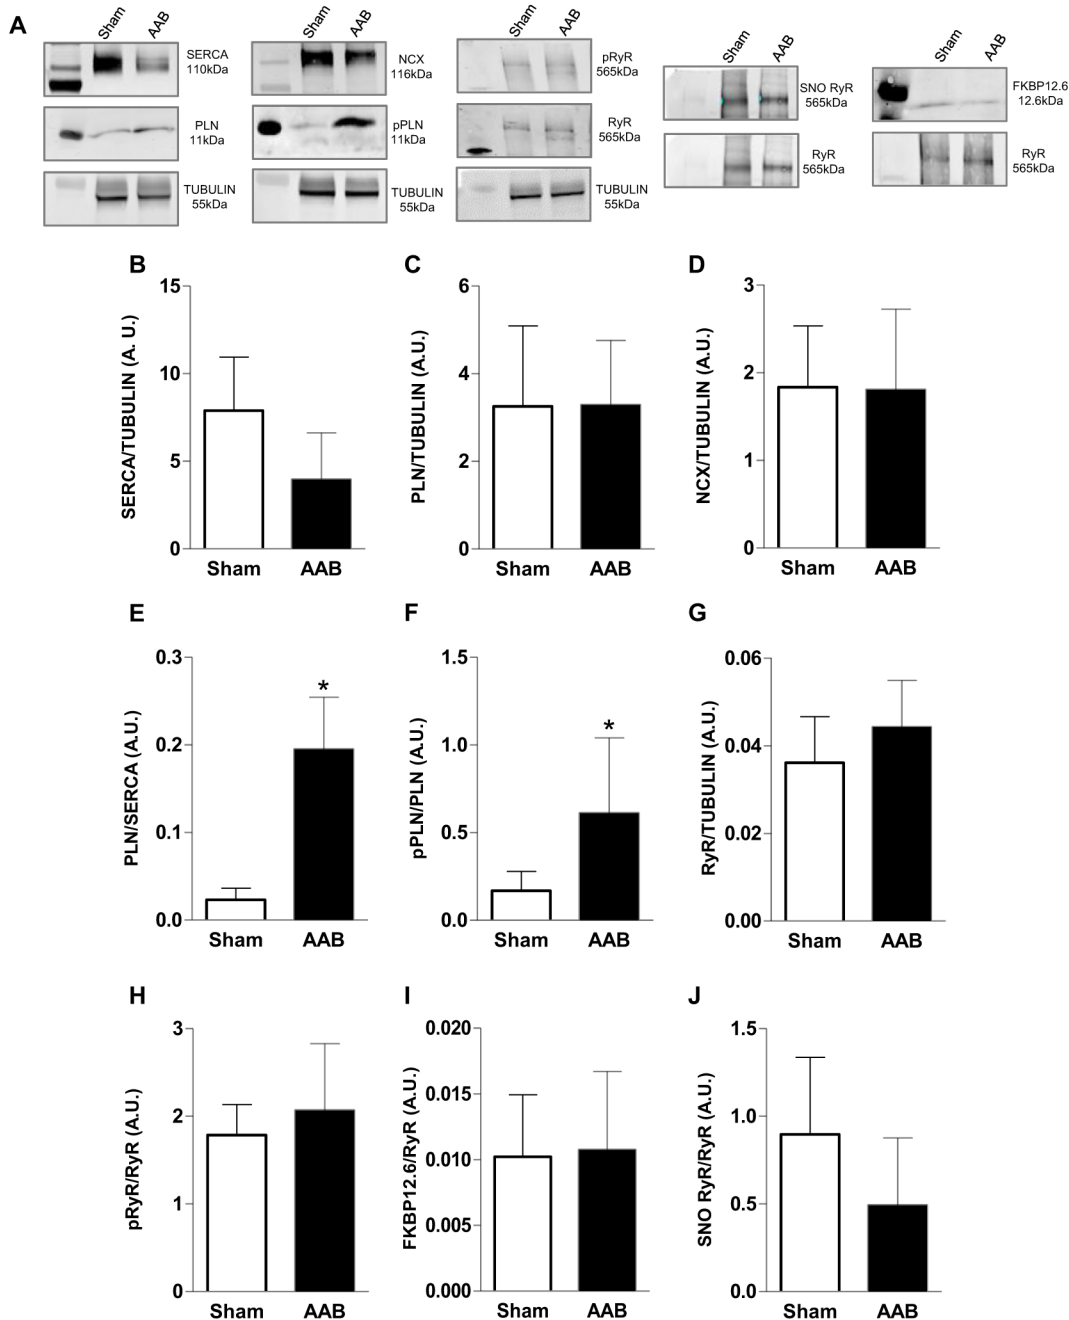 A
Sham AAB
SERCA
110kDa
PLN
11kDa
TUBULIN
55kDa
Sham AAB
NCX
116kDa
pPLN
11kDa
TUBULIN
55kDa
Sham AAB
pRyR
565kDa
RyR
565kDa
TUBULIN
55kDa
Sham AAB
SNO RyR
565kDa
RyR
565kDa
Sham AAB
FKBP12.6
12.6kDa
RyR
565kDa
B
SERCA/TUBULIN (A. U.)
15
10
5
0
Sham AAB
C
PLN/TUBULIN (A.U.)
6
4
2
0
Sham AAB
D
NCX/TUBULIN (A.U.)
3
2
1
0
Sham AAB
E
PLN/SERCA (A.U.)
0.3
0.2
0.1
0.0
*
Sham AAB
F
pPLN/PLN (A.U.)
1.5
1.0
0.5
0.0
*
Sham AAB
G
RyR/TUBULIN (A.U.)
0.06
0.04
0.02
0.00
Sham AAB
H
pRyR/RyR (A.U.)
3
2
1
0
Sham AAB
I
FKBP12.6/RyR (A.U.)
0.020
0.015
0.010
0.005
0.000
Sham AAB
J
SNO RyR/RyR (A.U.)
1.5
1.0
0.5
0.0
Sham AAB